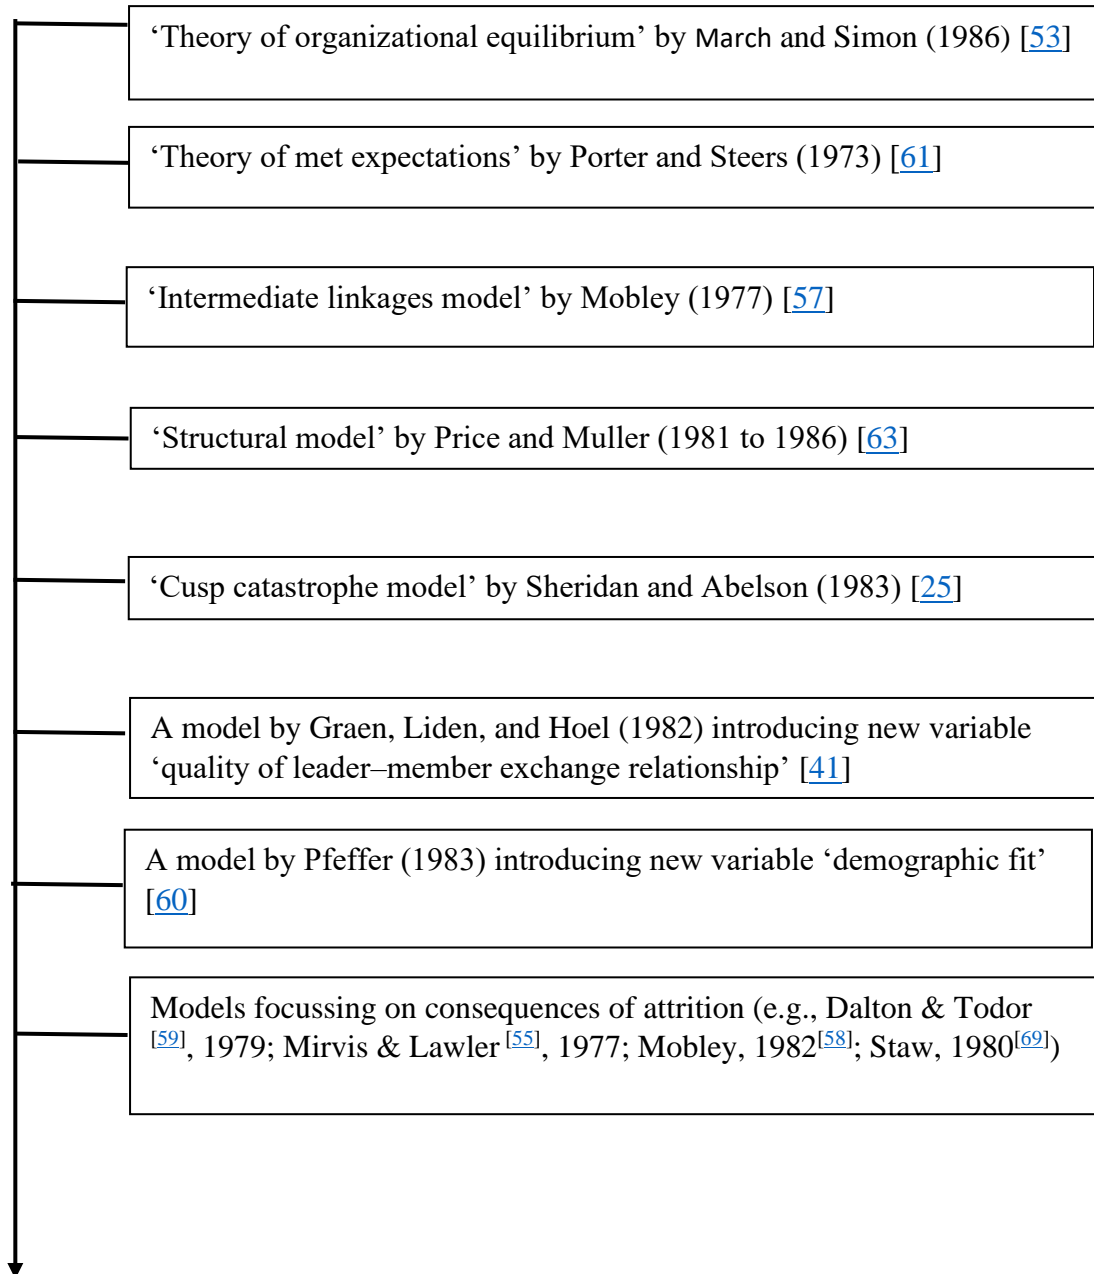 ‘Theory of organizational equilibrium’ by March and Simon (1986) [53]
‘Theory of met expectations’ by Porter and Steers (1973) [61]
‘Intermediate linkages model’ by Mobley (1977) [57]
‘Structural model’ by Price and Muller (1981 to 1986) [63]
‘Cusp catastrophe model’ by Sheridan and Abelson (1983) [25]
A model by Graen, Liden, and Hoel (1982) introducing new variable
‘quality of leader–member exchange relationship’ [41]
A model by Pfeffer (1983) introducing new variable ‘demographic fit’
[60]
Models focussing on consequences of attrition (e.g., Dalton & Todor
[59], 1979; Mirvis & Lawler [55], 1977; Mobley, 1982[58]; Staw, 1980[69])